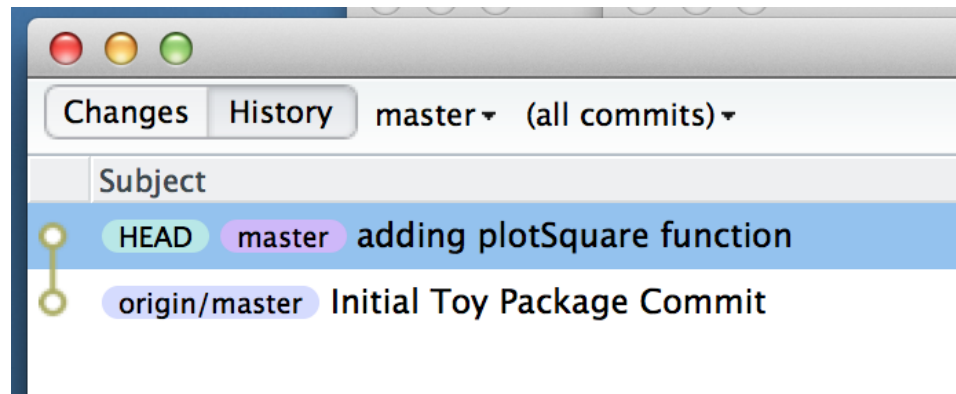 Changes History master (all commits)
Subject
HEAD master adding plotSquare function
origin/master Initial Toy Package Commit